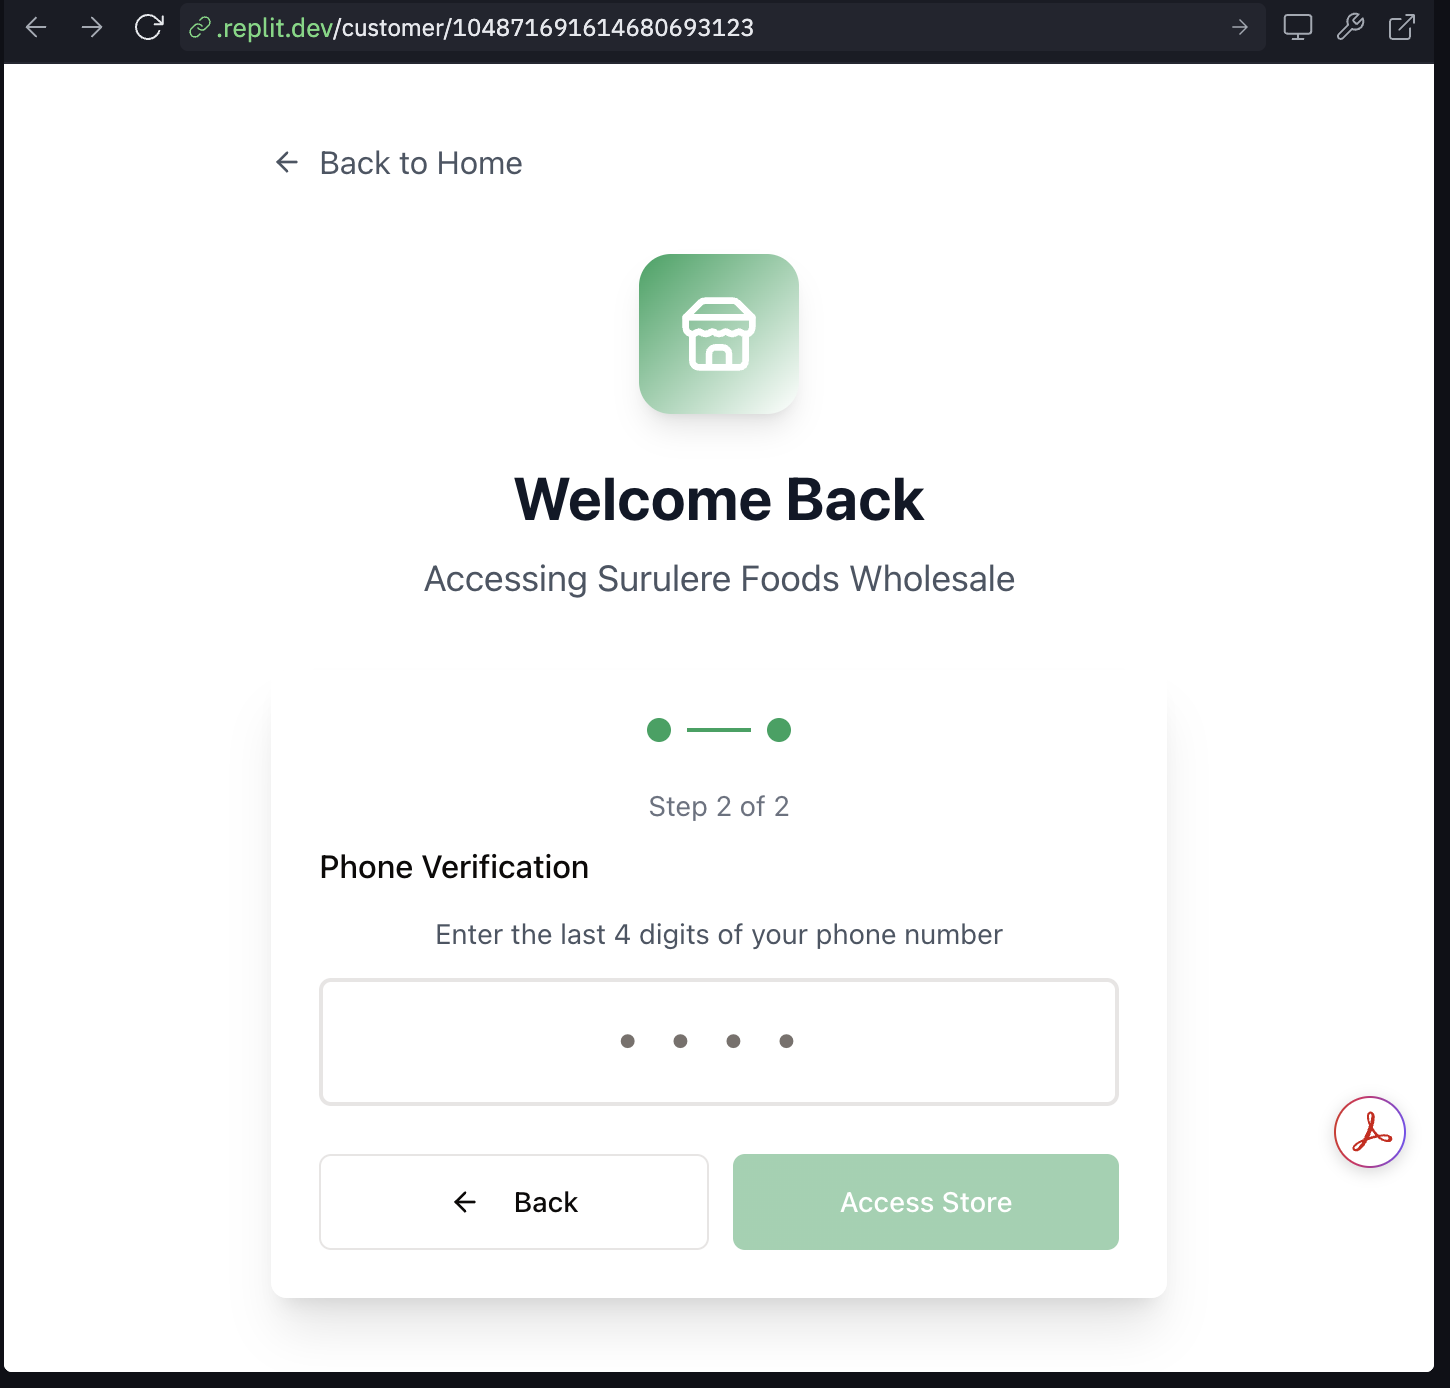 .replit.dev/customer/104871691614680693123
Back to Home
Welcome Back
Accessing Surulere Foods Wholesale
Step 2 of 2
Phone Verification
Enter the last 4 digits of your phone number
Back
Access Store